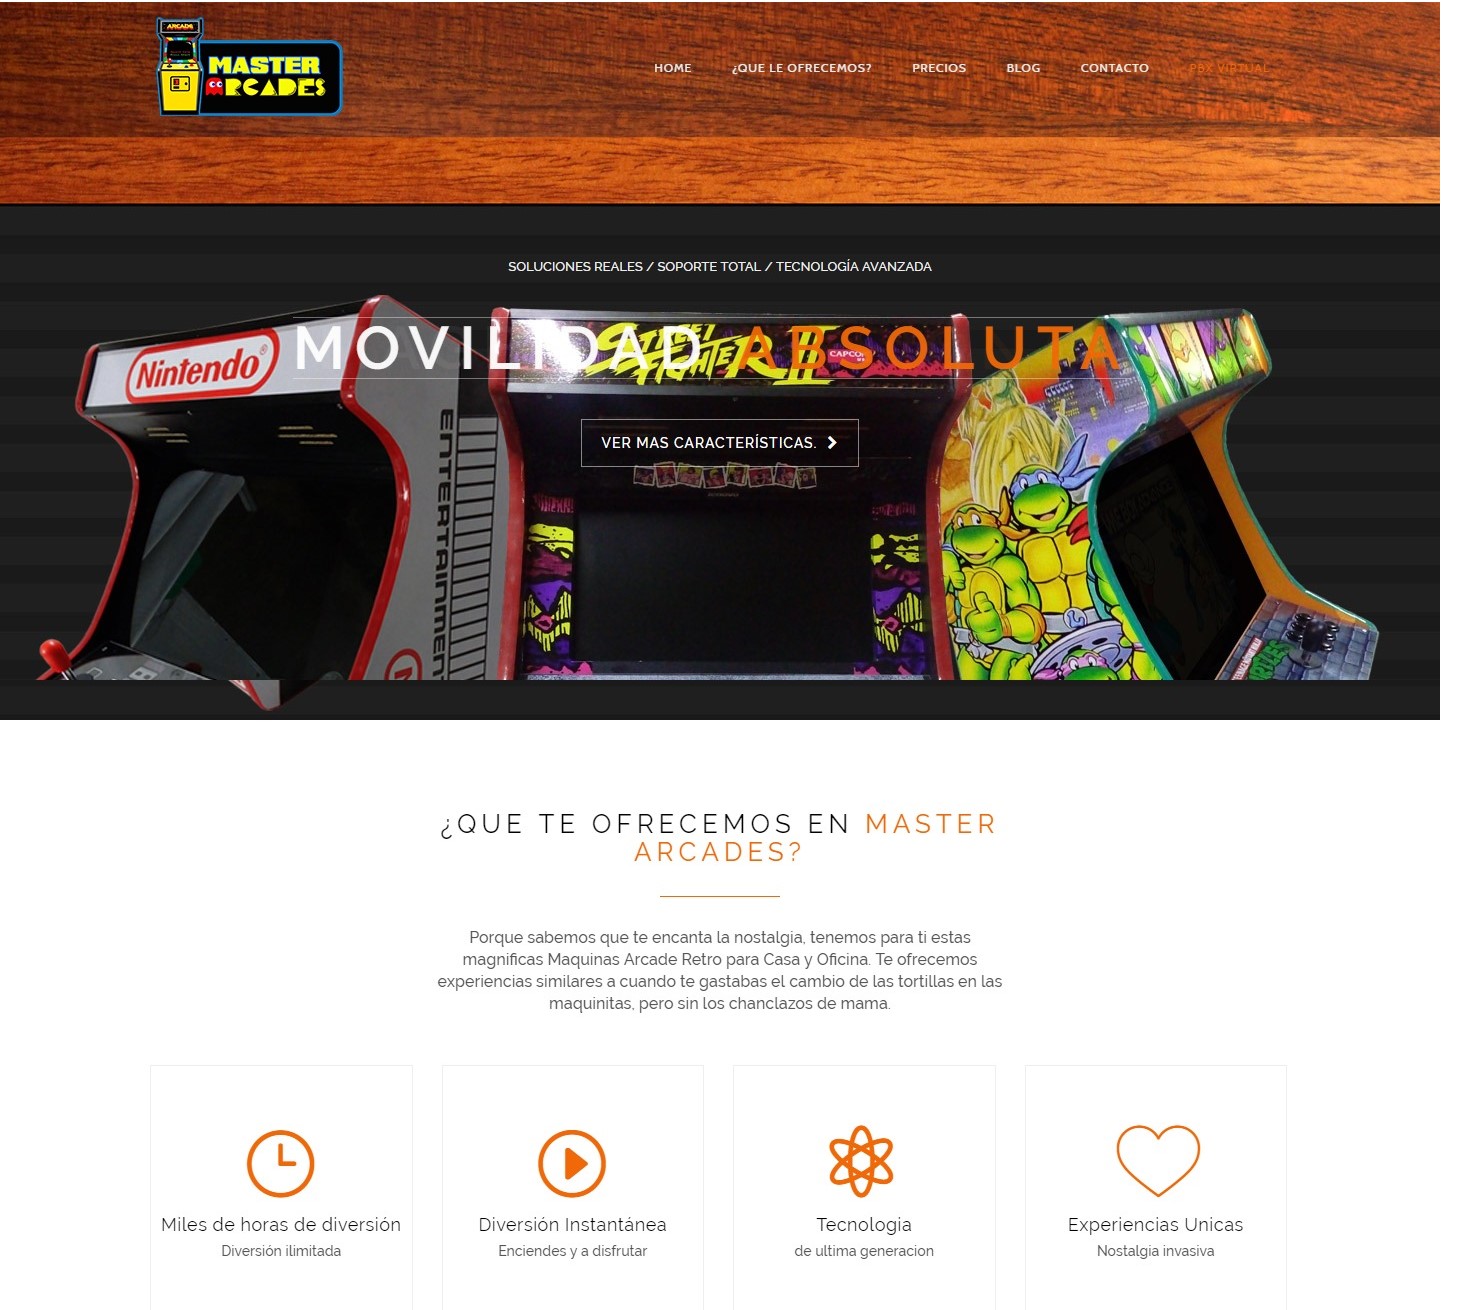 ARCADE
MASTER
ARCADES
HOME
¿QUE LE OFRECEMOS?
PRECIOS
BLOG
CONTACTO
PBX VIRTUAL
SOLUCIONES REALES / SOPORTE TOTAL / TECNOLOGÍA AVANZADA
MOVILIDAD ABSOLUTA
Nintendo®
STREET
FIGHTER II
CAPCOM
ENTERTAINMENT
VER MAS CARACTERÍSTICAS.
TURTLES
¿QUE TE OFRECEMOS EN MASTER
ARCADES?
Porque sabemos que te encanta la nostalgia, tenemos para ti estas
magnificas Maquinas Arcade Retro para Casa y Oficina. Te ofrecemos
experiencias similares a cuando te gastabas el cambio de las tortillas en las
maquinitas, pero sin los chanclazos de mama.
Miles de horas de diversión
Diversión ilimitada
Diversión Instantánea
Enciendes y a disfrutar
Tecnologia
de ultima generacion
Experiencias Unicas
Nostalgia invasiva